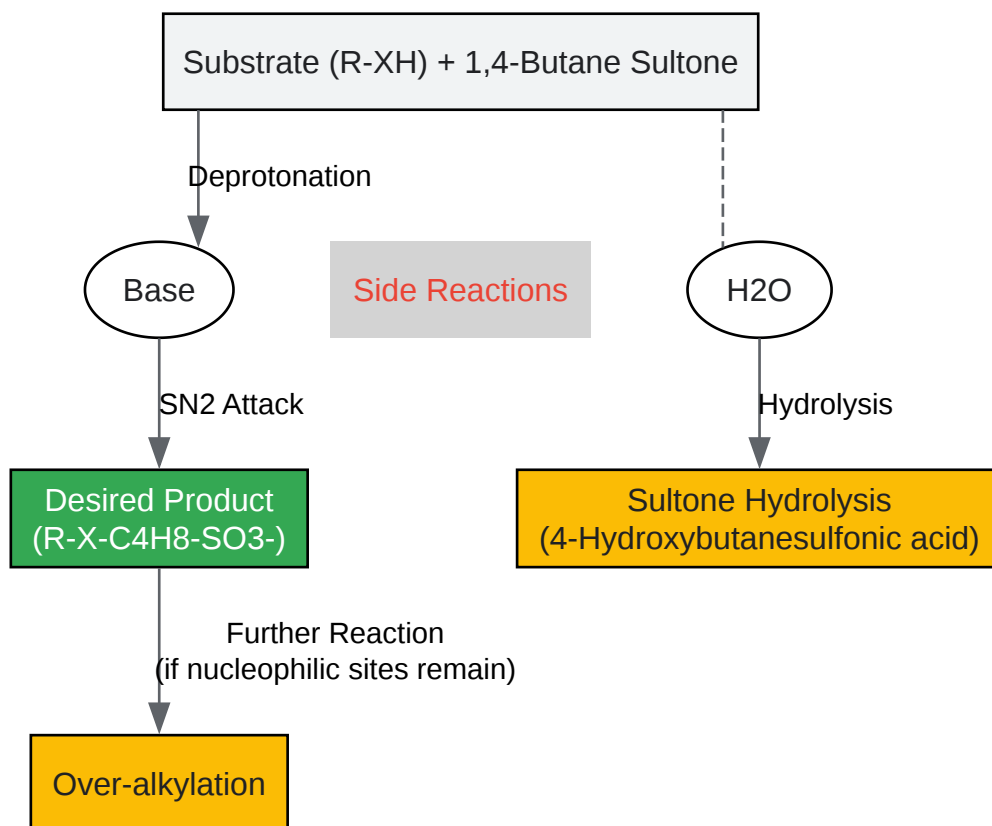 Substrate (R-XH) + 1,4-Butane Sultone
Deprotonation
Base
Side Reactions
H2O
SN2 Attack
Hydrolysis
Desired Product
(R-X-C4H8-SO3-)
Sultone Hydrolysis
(4-Hydroxybutanesulfonic acid)
Further Reaction
(if nucleophilic sites remain)
Over-alkylation